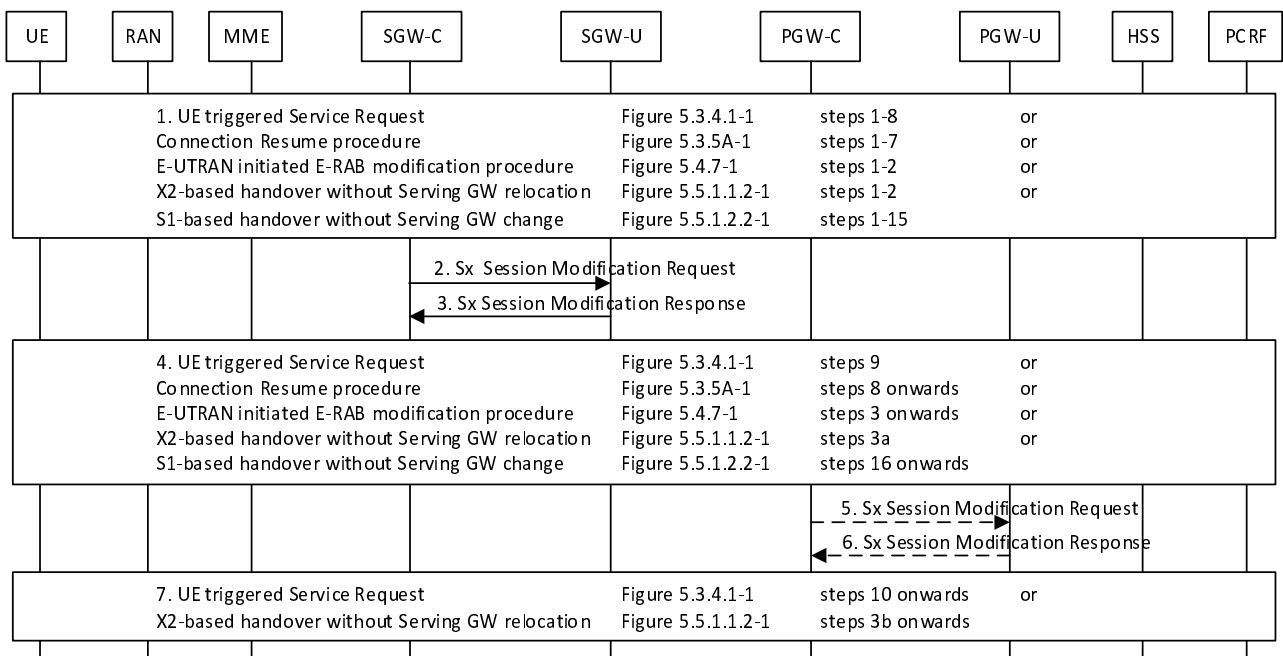 UE RAN MME SGW-C SGW-U PGW-C PGW-U HSS PCRF
1. UE triggered Service Request Figure 5.3.4.1-1 steps 1-8 or
Connection Resume procedure Figure 5.3.5A-1 steps 1-7 or
E-UTRAN initiated E-RAB modification procedure Figure 5.4.7-1 steps 1-2 or
X2-based handover without Serving GW relocation Figure 5.5.1.1.2-1 steps 1-2 or
S1-based handover without Serving GW change Figure 5.5.1.2.2-1 steps 1-15
2. Sx Session Modification Request
3. Sx Session Modification Response
4. UE triggered Service Request Figure 5.3.4.1-1 steps 9 or
Connection Resume procedure Figure 5.3.5A-1 steps 8 onwards or
E-UTRAN initiated E-RAB modification procedure Figure 5.4.7-1 steps 3 onwards or
X2-based handover without Serving GW relocation Figure 5.5.1.1.2-1 steps 3a or
S1-based handover without Serving GW change Figure 5.5.1.2.2-1 steps 16 onwards
5. Sx Session Modification Request
6. Sx Session Modification Response
7. UE triggered Service Request Figure 5.3.4.1-1 steps 10 onwards or
X2-based handover without Serving GW relocation Figure 5.5.1.1.2-1 steps 3b onwards